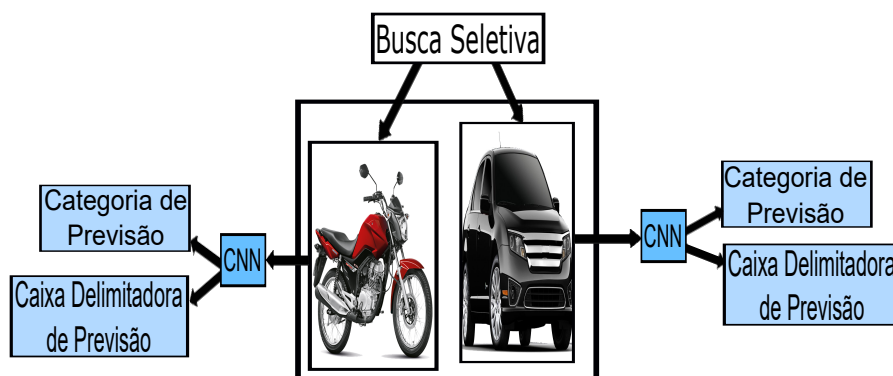 Busca Seletiva
Categoria de
Previsão
CNN
Caixa Delimitadora
de Previsão
CNN
Categoria de
Previsão
Caixa Delimitadora
de Previsão